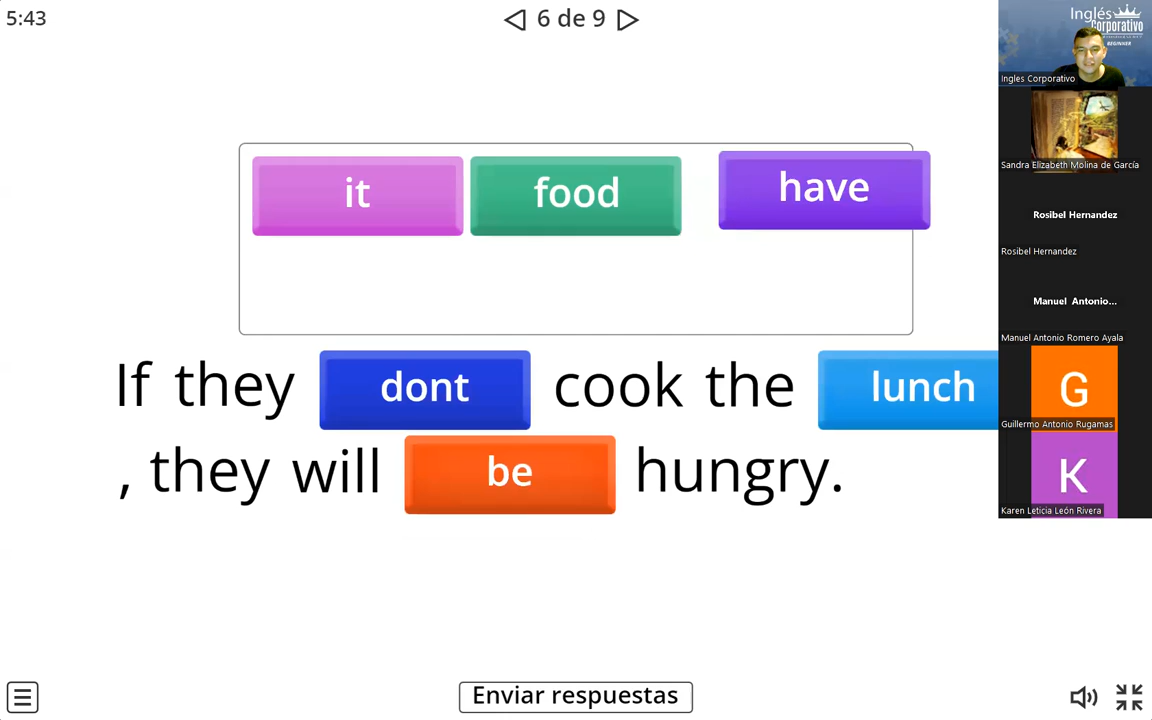 5:43
6 de 9
it food have
If they dont cook the lunch
, they will be hungry.
Enviar respuestas
Inglés
Corporativo
BEGINNER
Ingles Corporativo
Sandra Elizabeth Molina de García
Rosibel Hernandez
Rosibel Hernandez
Manuel Antonio...
Manuel Antonio Romero Ayala
G
Guillermo Antonio Rugamas
K
Karen Leticia León Rivera